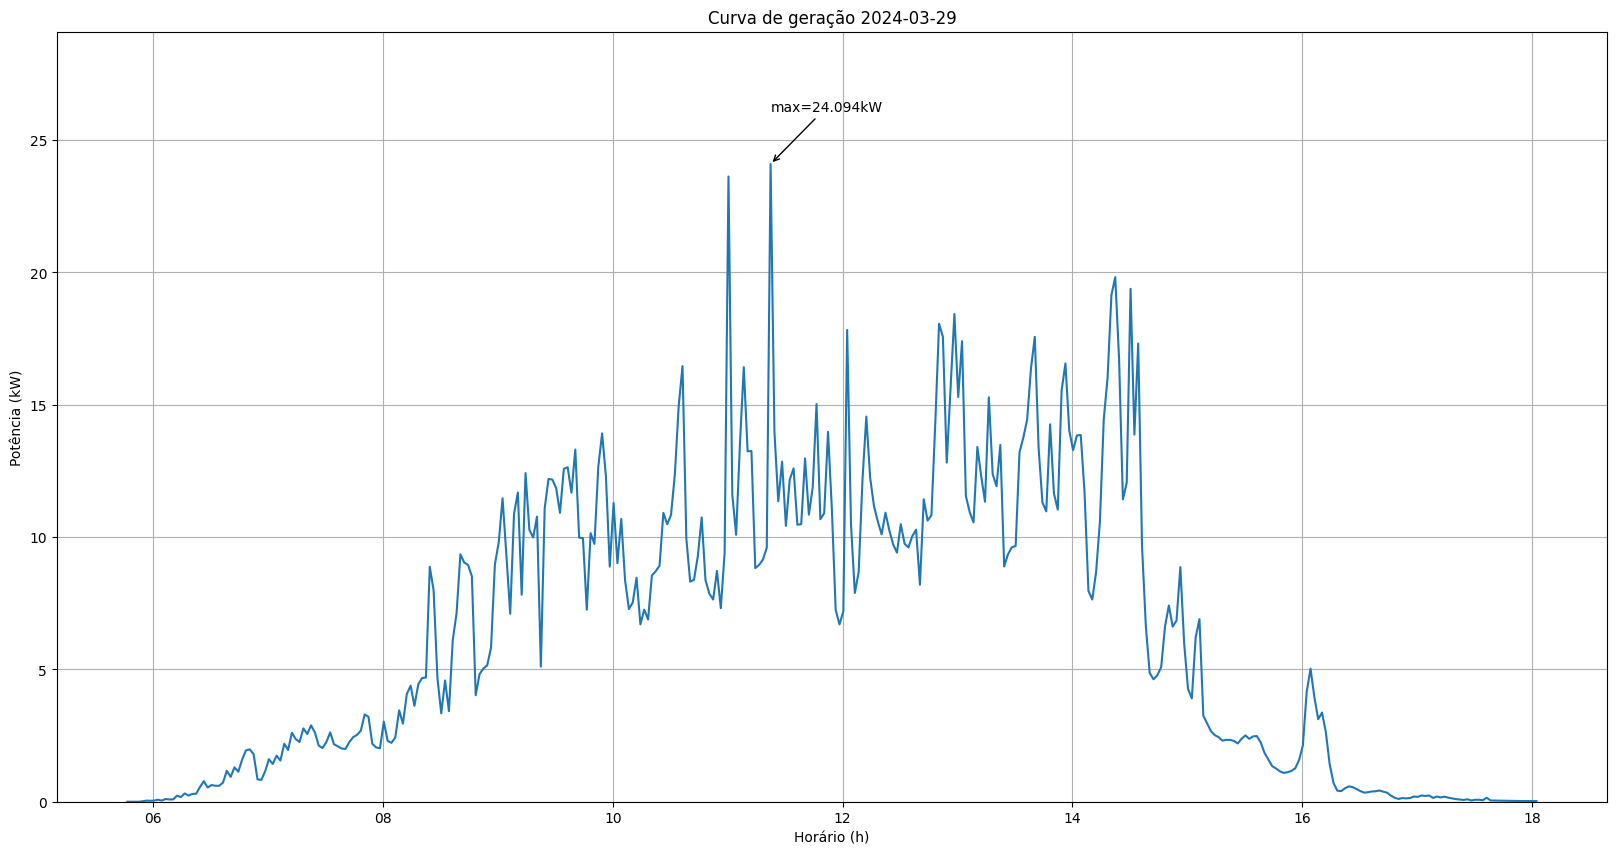 Curva de geração 2024-03-29
max=24.094kW
Potência (kW)
25
20
15
10
5
0
06 08 10 12 14 16 18
Horário (h)